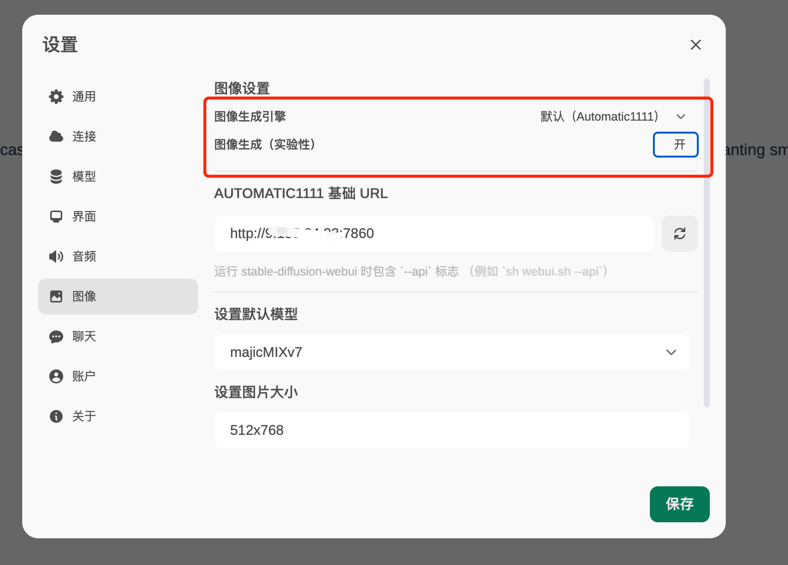 设置
通用
连接
模型
界面
音频
图像
聊天
账户
关于
cas
图像设置
图像生成引擎 默认（Automatic1111）
图像生成（实验性） 开
anting sm
AUTOMATIC1111 基础 URL
http://9. :7860
运行 stable-diffusion-webui 时包含 `--api` 标志 （例如 `sh webui.sh --api`）
设置默认模型
majicMIXv7
设置图片大小
512x768
保存